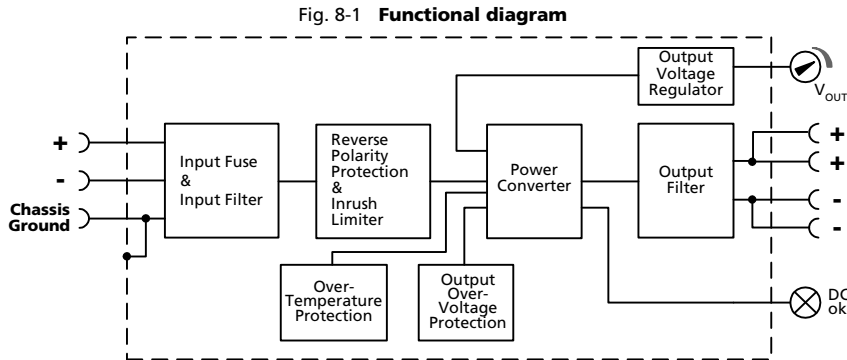 Fig. 8-1 Functional diagram
Output
Voltage
Regulator
VOUT
+
-
Chassis
Ground
Input Fuse
&
Input Filter
Reverse
Polarity
Protection
&
Inrush
Limiter
Power
Converter
Output
Filter
+
+
-
-
Over-
Temperature
Protection
Output
Over-
Voltage
Protection
DC
ok